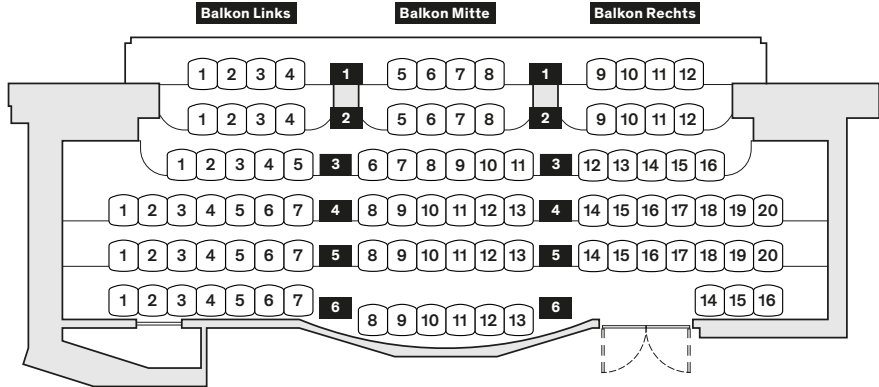 Balkon Links Balkon Mitte Balkon Rechts
1 2 3 4 1 5 6 7 8 1 9 10 11 12
1 2 3 4 2 5 6 7 8 2 9 10 11 12
1 2 3 4 5 3 6 7 8 9 10 11 3 12 13 14 15 16
1 2 3 4 5 6 7 4 8 9 10 11 12 13 4 14 15 16 17 18 19 20
1 2 3 4 5 6 7 5 8 9 10 11 12 13 5 14 15 16 17 18 19 20
1 2 3 4 5 6 7 6 8 9 10 11 12 13 6 14 15 16